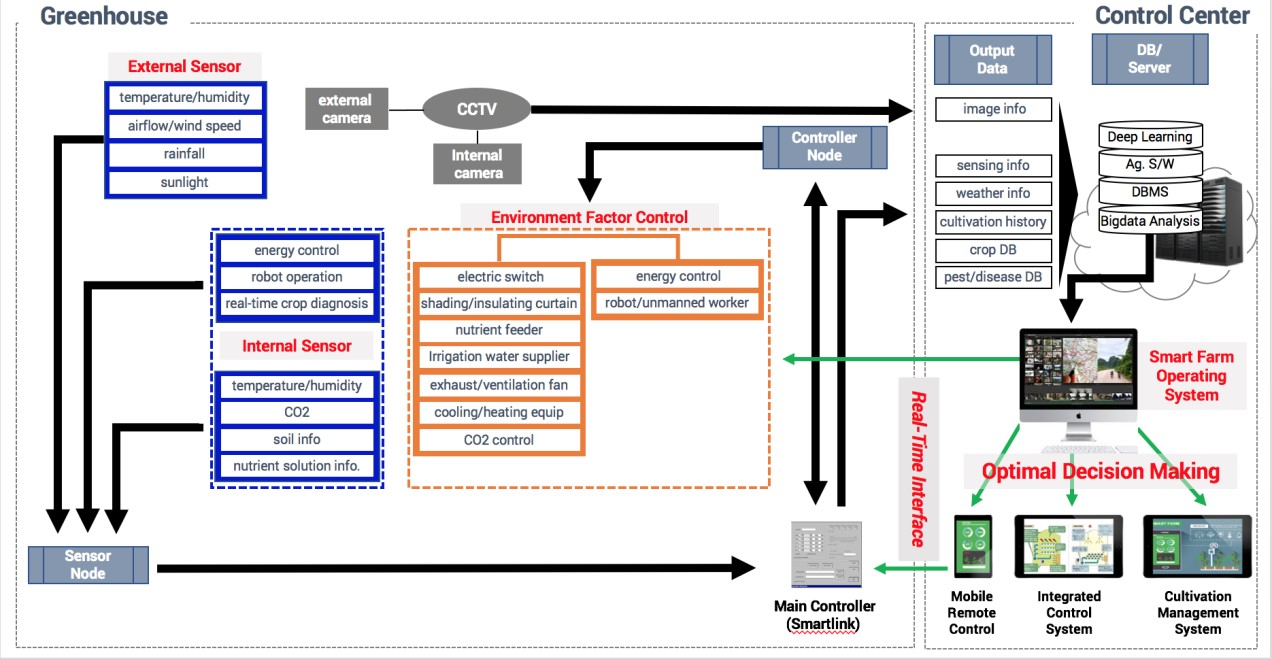 Greenhouse
Control Center
External Sensor
temperature/humidity
airflow/wind speed
rainfall
sunlight
external
camera
CCTV
Internal
camera
Controller
Node
Output
Data
DB/
Server
image info
sensing info
weather info
cultivation history
crop DB
pest/disease DB
Deep Learning
Ag. S/W
DBMS
Bigdata Analysis
Environment Factor Control
energy control
robot operation
real-time crop diagnosis
Internal Sensor
temperature/humidity
CO2
soil info
nutrient solution info.
electric switch
shading/insulating curtain
nutrient feeder
Irrigation water supplier
exhaust/ventilation fan
cooling/heating equip
CO2 control
energy control
robot/unmanned worker
Smart Farm
Operating
System
Real-Time Interface
Optimal Decision Making
Sensor
Node
Main Controller
(Smartlink)
Mobile
Remote
Control
Integrated
Control
System
Cultivation
Management
System